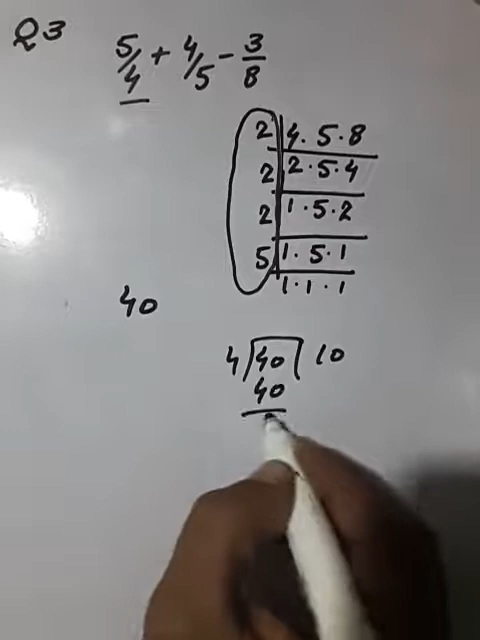 Q3 5/4 + 4/5 - 3/8
2 | 4. 5. 8
2 | 2. 5. 4
2 | 1. 5. 2
5 | 1. 5. 1
1. 1. 1
40
4 ) 40 ( 10
40